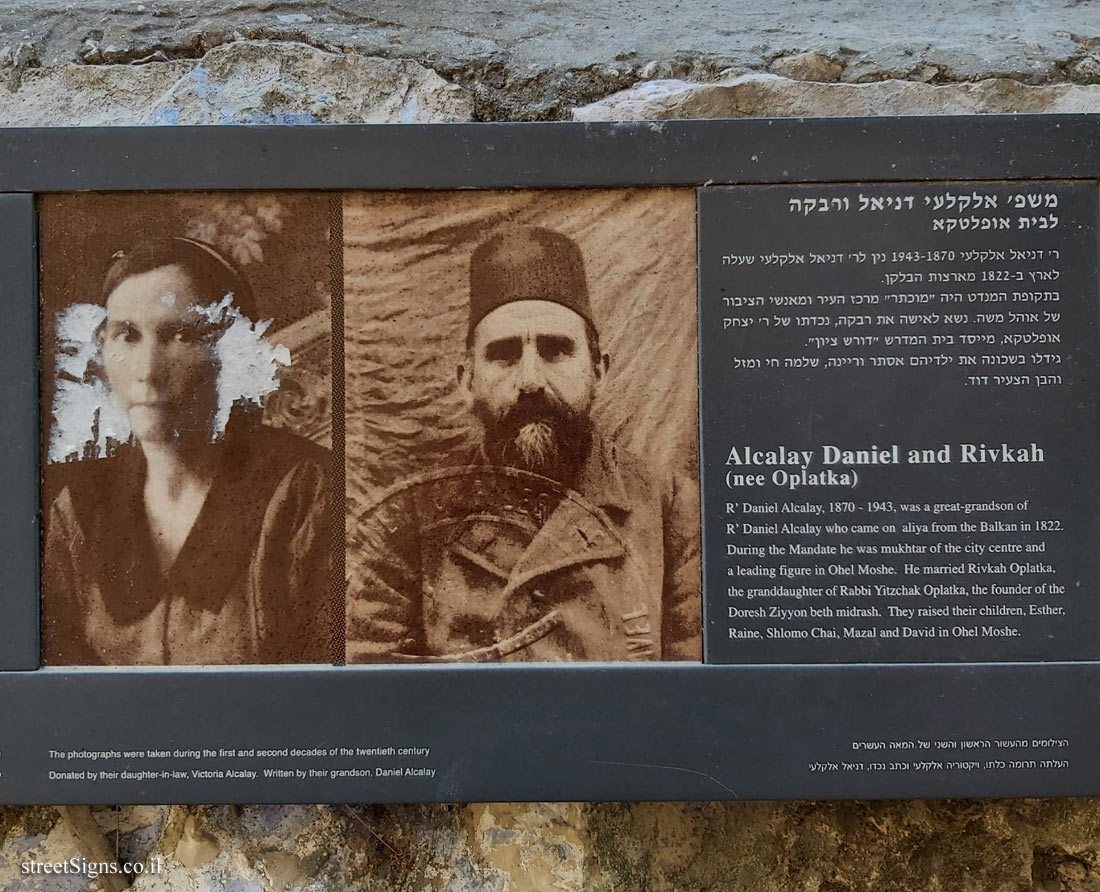 משפ' אלקלעי דניאל ורבקה
לבית אופלטקא
ר' דניאל אלקלעי 1943-1870 נין לר' דניאל אלקלעי שעלה
לארץ ב-1822 מארצות הבלקן.
בתקופת המנדט היה "מוכתר" מרכז העיר ומאנשי הציבור
של אוהל משה. נשא לאישה את רבקה, נכדתו של ר' יצחק
אופלטקא, מייסד בית המדרש "דורש ציון".
גידלו בשכונה את ילדיהם אסתר וריינה, שלמה חי ומזל
והבן הצעיר דוד.
Alcalay Daniel and Rivkah
(nee Oplatka)
R' Daniel Alcalay, 1870 - 1943, was a great-grandson of
R' Daniel Alcalay who came on aliya from the Balkan in 1822.
During the Mandate he was mukhtar of the city centre and
a leading figure in Ohel Moshe. He married Rivkah Oplatka,
the granddaughter of Rabbi Yitzchak Oplatka, the founder of the
Doresh Ziyyon beth midrash. They raised their children, Esther,
Raine, Shlomo Chai, Mazal and David in Ohel Moshe.
The photographs were taken during the first and second decades of the twentieth century
Donated by their daughter-in-law, Victoria Alcalay. Written by their grandson, Daniel Alcalay
הצילומים מהעשור הראשון והשני של המאה העשרים
העלתה תרומה כלתו, ויקטוריה אלקלעי וכתב נכדו, דניאל אלקלעי
streetSigns.co.il